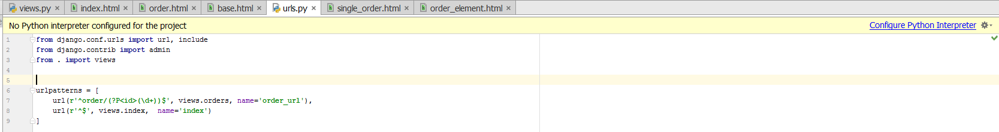 views.py × index.html × order.html × base.html × urls.py × single_order.html × order_element.html ×
No Python interpreter configured for the project Configure Python Interpreter
1 from django.conf.urls import url, include
2 from django.contrib import admin
3 from . import views
4
5
6 urlpatterns = [
7     url(r'^order/(?P<id>(\d+))$', views.orders, name='order_url'),
8     url(r'^$', views.index,  name='index')
9 ]